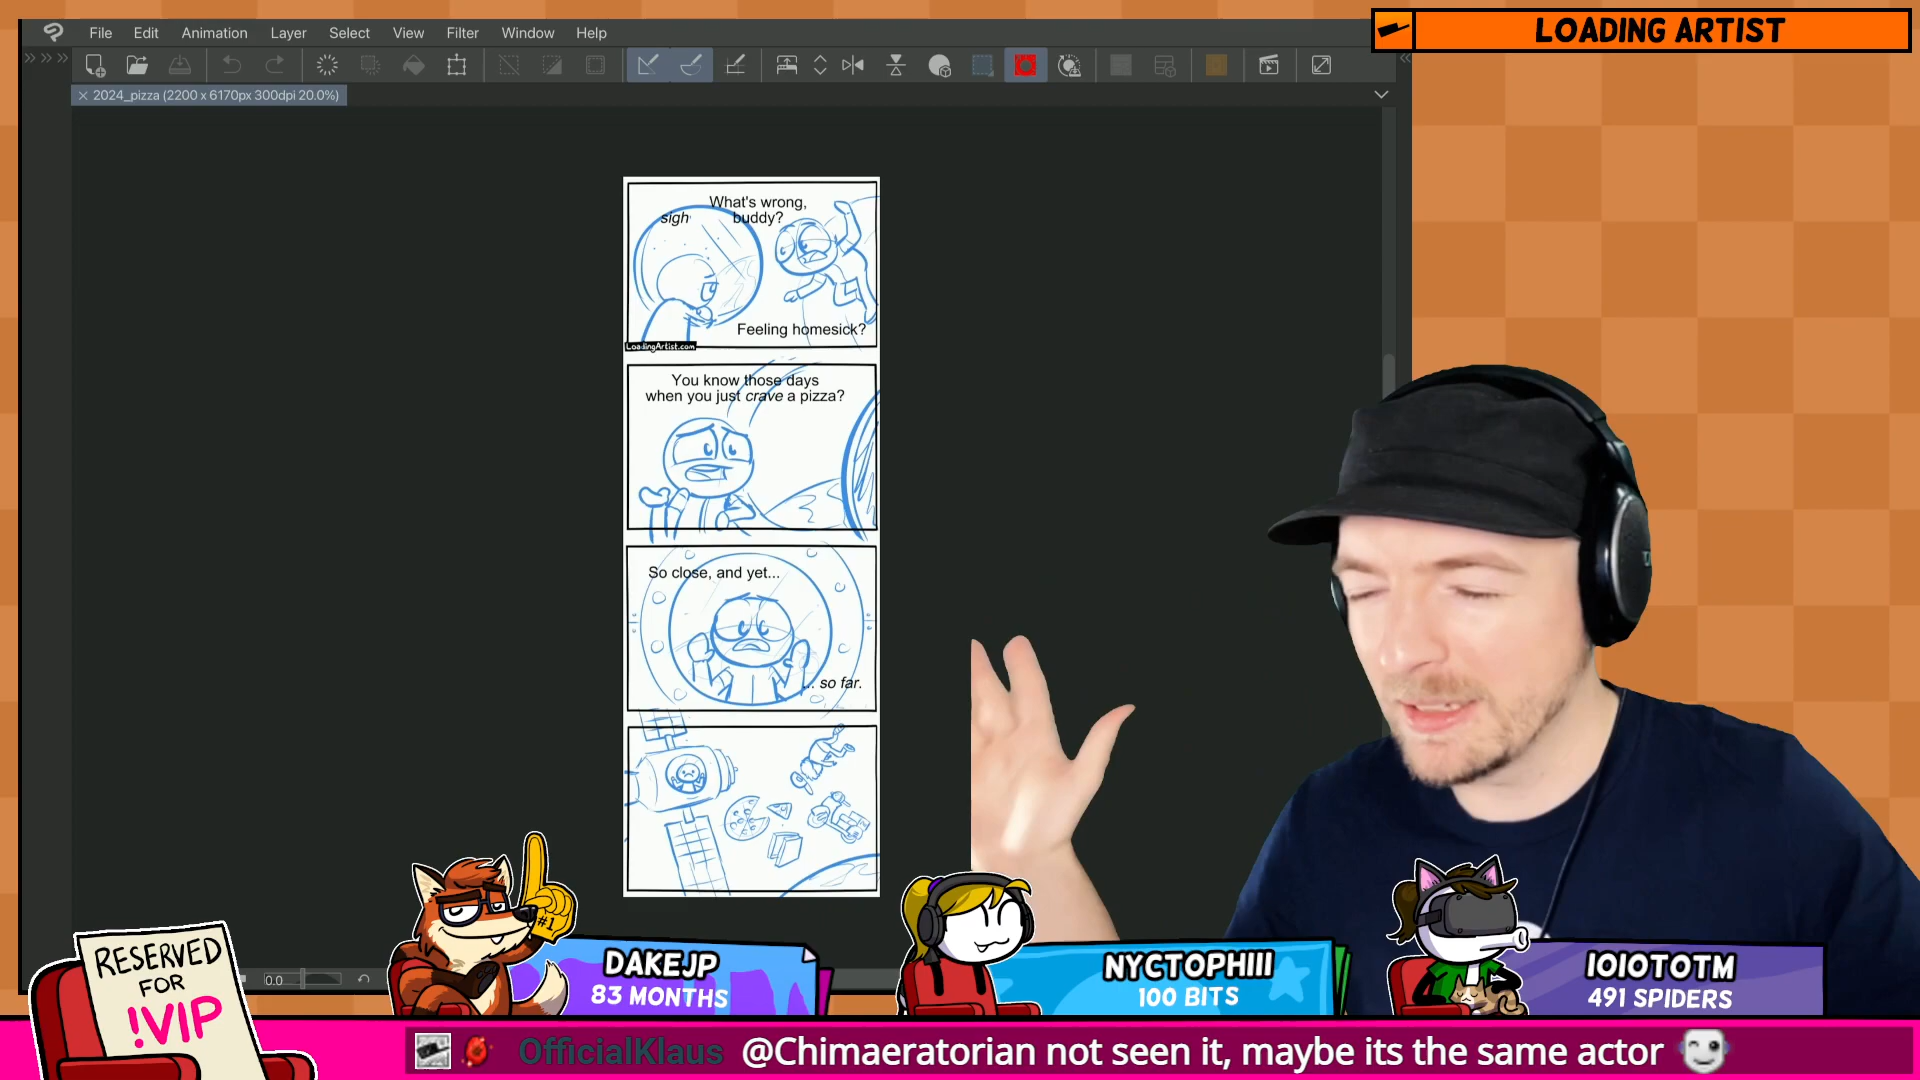 LOADING ARTIST
File Edit Animation Layer Select View Filter Window Help
2024_pizza (2200 x 6170px 300dpi 20.0%)
What's wrong,
buddy?
sigh
Feeling homesick?
LoadingArtist.com
You know those days
when you just crave a pizza?
So close, and yet...
... so far.
0.0
RESERVED
FOR
!VIP
#1
DAKEJP
83 MONTHS
NYCTOPHIII
100 BITS
IOIOTOTM
491 SPIDERS
OfficialKlaus @Chimaeratorian not seen it, maybe its the same actor